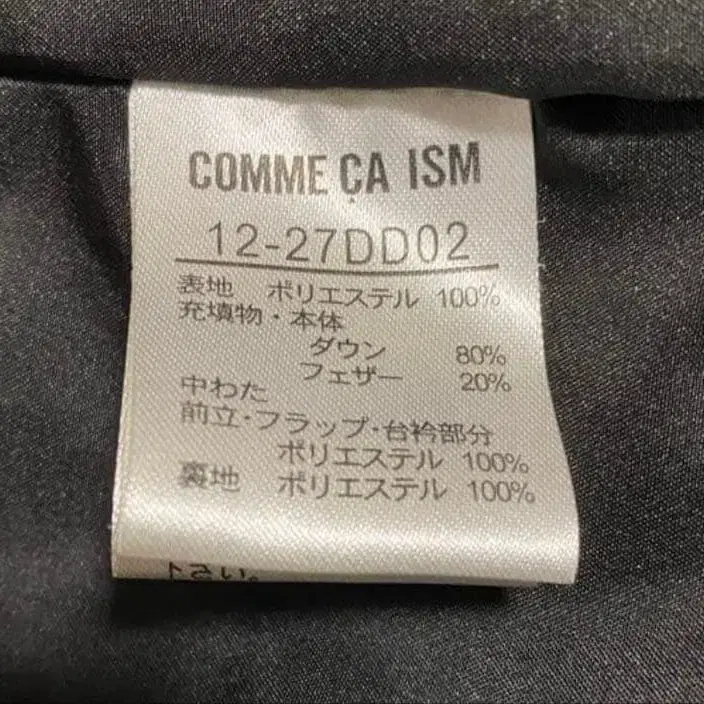 COMME ÇA ISM
12-27DD02
表地 ポリエステル 100%
充填物・本体
ダウン 80%
フェザー 20%
中わた
前立・フラップ・台衿部分
ポリエステル 100%
裏地 ポリエステル 100%
さい。